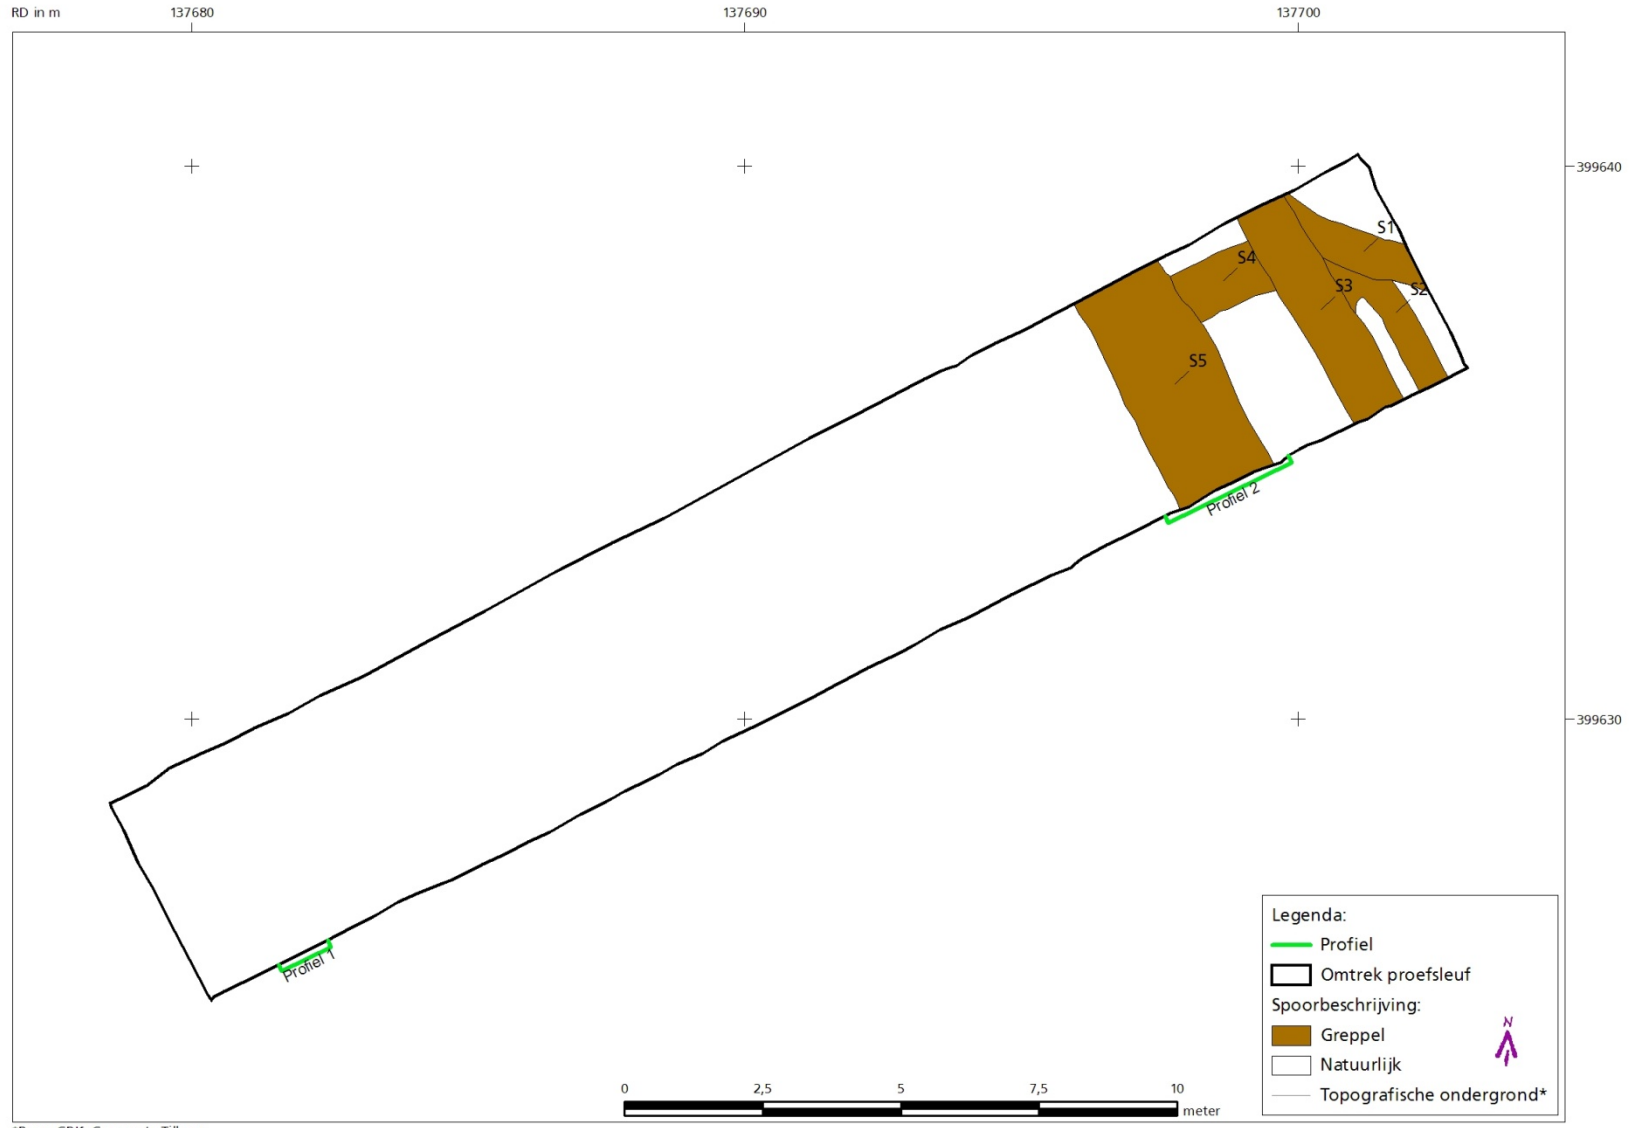 RD in m 137680 137690 137700
399640
S1
S4
S3 S2
S5
Profiel 2
399630
Profiel 1
Legenda:
Profiel
Omtrek proefsleuf
Spoorbeschrijving:
Greppel
N
Natuurlijk
Topografische ondergrond*
0 2,5 5 7,5 10
meter